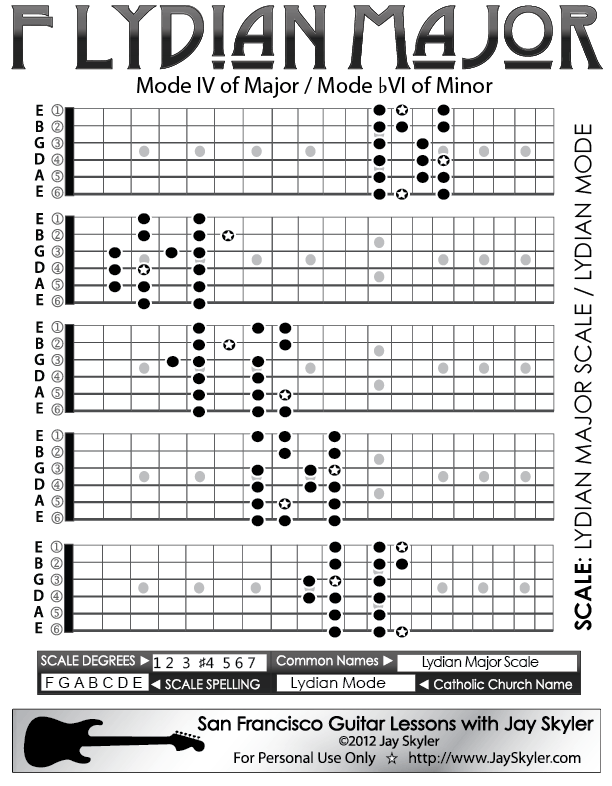 F LYDIAN MAJOR
Mode IV of Major / Mode ♭VI of Minor
E ①
B ②
G ③
D ④
A ⑤
E ⑥
E ①
B ②
G ③
D ④
A ⑤
E ⑥
E ①
B ②
G ③
D ④
A ⑤
E ⑥
E ①
B ②
G ③
D ④
A ⑤
E ⑥
E ①
B ②
G ③
D ④
A ⑤
E ⑥
SCALE: LYDIAN MAJOR SCALE / LYDIAN MODE
SCALE DEGREES ▶ 1 2 3 ♯4 5 6 7 Common Names ▶ Lydian Major Scale
F G A B C D E ◀ SCALE SPELLING Lydian Mode ◀ Catholic Church Name
San Francisco Guitar Lessons with Jay Skyler
©2012 Jay Skyler
For Personal Use Only ☆ http://www.JaySkyler.com